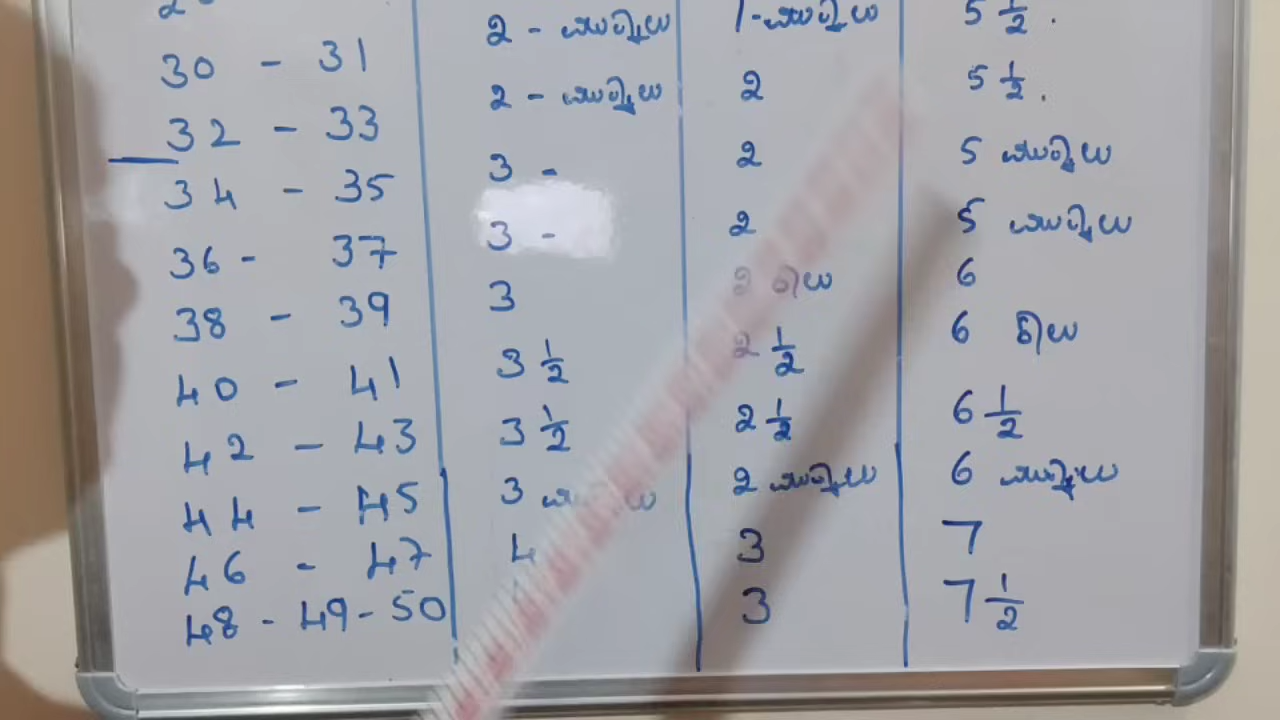 30 - 31 2 - ಮುಕ್ಕಾಲು 1-ಮುಕ್ಕಾಲು 5 1/2.
32 - 33 2 - ಮುಕ್ಕಾಲು 2 5 1/2.
34 - 35 3 - 2 5 ಮುಕ್ಕಾಲು
36 - 37 3 - 2 5 ಮುಕ್ಕಾಲು
38 - 39 3 2 ಕಾಲು 6
40 - 41 3 1/2 2 1/2 6 ಕಾಲು
42 - 43 3 1/2 2 1/2 6 1/2
44 - 45 3 ಮುಕ್ಕಾಲು 2 ಮುಕ್ಕಾಲು 6 ಮುಕ್ಕಾಲು
46 - 47 4 3 7
48 - 49 - 50 3 7 1/2